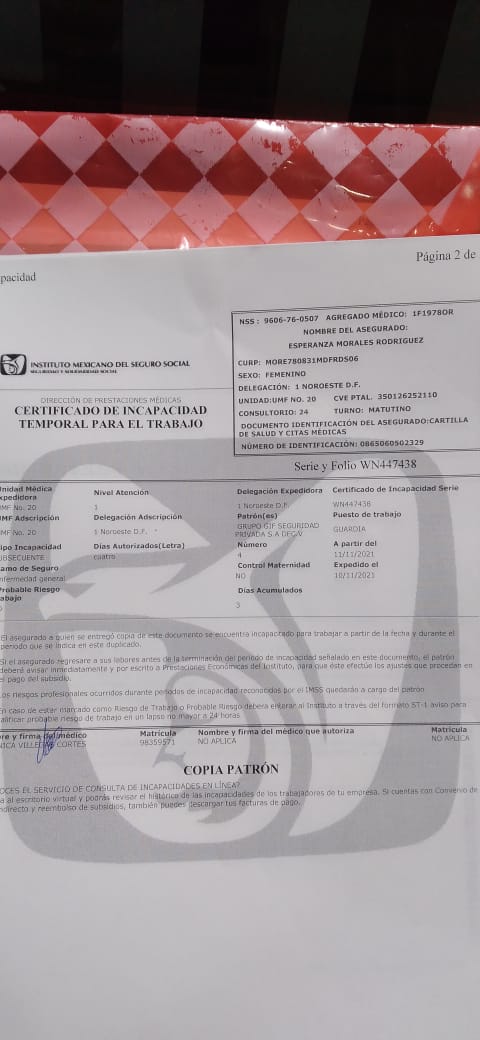 Página 2 de
pacidad
NSS : 9606-76-0507 AGREGADO MÉDICO: 1F1978OR
NOMBRE DEL ASEGURADO:
ESPERANZA MORALES RODRIGUEZ
CURP: MORE780831MDFRDS06
SEXO: FEMENINO
DELEGACIÓN: 1 NOROESTE D.F.
UNIDAD:UMF NO. 20 CVE PTAL. 350126252110
CONSULTORIO: 24 TURNO: MATUTINO
DOCUMENTO IDENTIFICACIÓN DEL ASEGURADO:CARTILLA
DE SALUD Y CITAS MÉDICAS
NÚMERO DE IDENTIFICACIÓN: 0865060502329
INSTITUTO MEXICANO DEL SEGURO SOCIAL
SEGURIDAD Y SOLIDARIDAD SOCIAL
DIRECCIÓN DE PRESTACIONES MÉDICAS
CERTIFICADO DE INCAPACIDAD
TEMPORAL PARA EL TRABAJO
Serie y Folio WN447438
Unidad Médica Expedidora Nivel Atención Delegación Expedidora Certificado de Incapacidad Serie
UMF No. 20 1 1 Noroeste D.F. WN447438
UMF Adscripción Delegación Adscripción Patrón(es) Puesto de trabajo
UMF No. 20 1 Noroeste D.F. GRUPO GIF SEGURIDAD PRIVADA S.A DE C.V GUARDIA
ipo Incapacidad Días Autorizados(Letra) Número A partir del
UBSECUENTE cuatro 4 11/11/2021
amo de Seguro Control Maternidad Expedido el
nfermedad general NO 10/11/2021
Probable Riesgo abajo Días Acumulados
3
El asegurado a quien se entregó copia de este documento se encuentra incapacitado para trabajar a partir de la fecha y durante el
periodo que se indica en este duplicado.
Si el asegurado regresare a sus labores antes de la terminación del periodo de incapacidad señalado en este documento, el patrón
deberá avisar inmediatamente y por escrito a Prestaciones Económicas del Instituto, para que éste efectúe los ajustes que procedan en
el pago del subsidio.
Los riesgos profesionales ocurridos durante periodos de incapacidad reconocidos por el IMSS quedarán a cargo del patrón
En caso de estar marcado como Riesgo de Trabajo o Probable Riesgo debera enterar al Instituto a través del formato ST-1 aviso para
alificar probable riesgo de trabajo en un lapso no mayor a 24 horas
re y firma del médico Matrícula Nombre y firma del médico que autoriza Matrícula
NICA VILLEGAS CORTES 98359571 NO APLICA NO APLICA
COPIA PATRÓN
OCES EL SERVICIO DE CONSULTA DE INCAPACIDADES EN LÍNEA?
a al escritorio virtual y podrás revisar el histórico de las incapacidades de los trabajadores de tu empresa. Si cuentas con Convenio de
ndirecto y reembolso de subsidios, también puedes descargar tus facturas de pago.